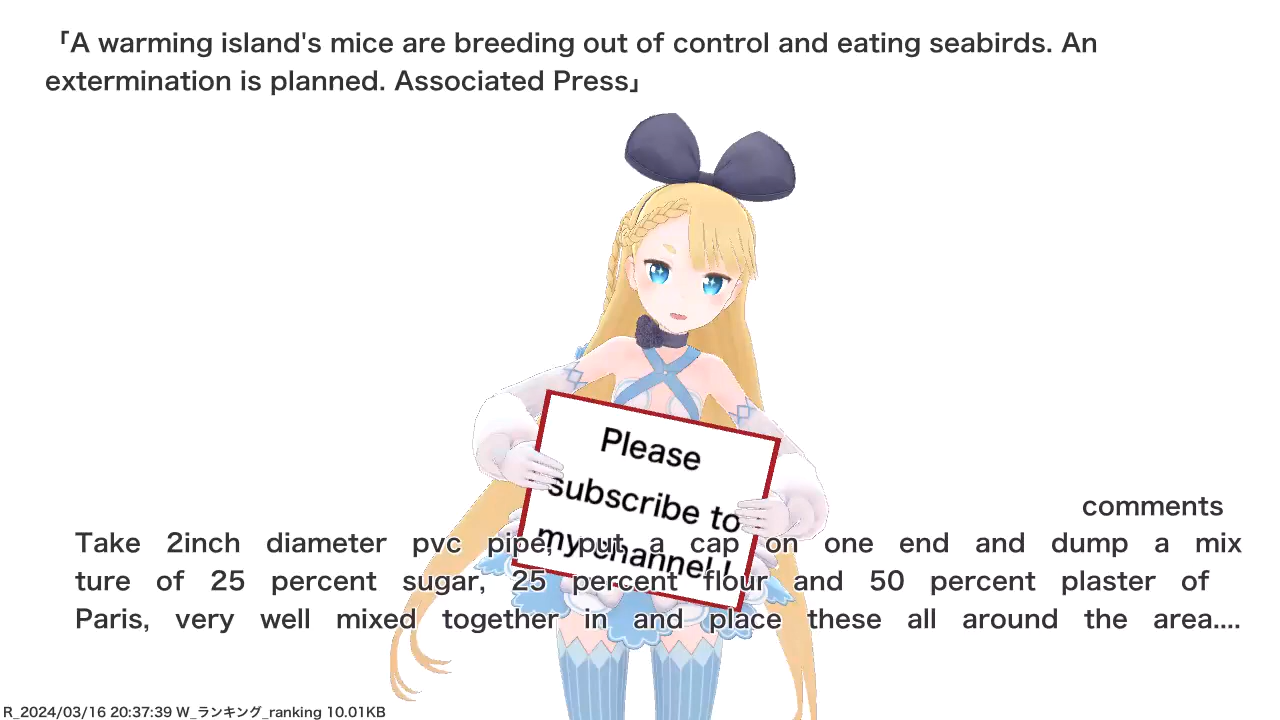 「A warming island's mice are breeding out of control and eating seabirds. An
extermination is planned. Associated Press」
Please
subscribe to
my channel!
comments
Take 2inch diameter pvc pipe, put a cap on one end and dump a mix
ture of 25 percent sugar, 25 percent flour and 50 percent plaster of
Paris, very well mixed together in and place these all around the area....
R_2024/03/16 20:37:39 W_ランキング_ranking 10.01KB